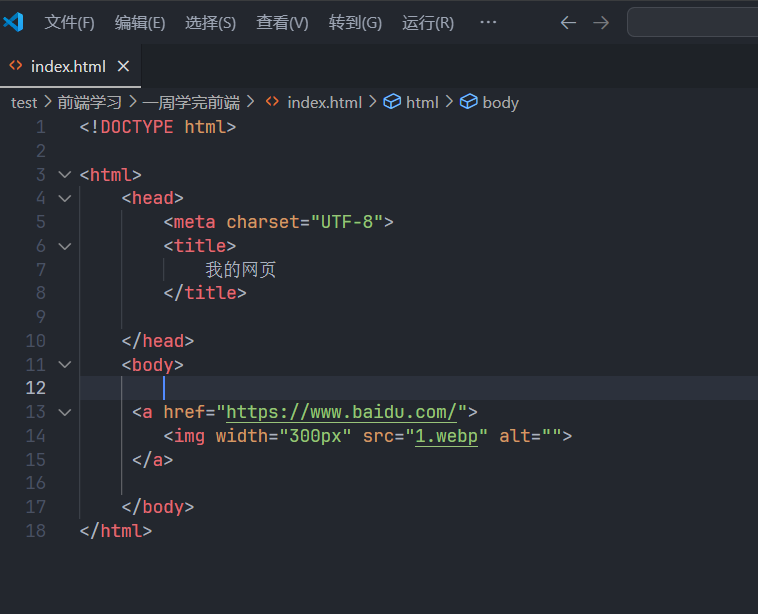 文件(F) 编辑(E) 选择(S) 查看(V) 转到(G) 运行(R) ···
index.html
test > 前端学习 > 一周学完前端 > index.html > html > body
1 <!DOCTYPE html>
2
3 <html>
4 <head>
5 <meta charset="UTF-8">
6 <title>
7 我的网页
8 </title>
9
10 </head>
11 <body>
12
13 <a href="https://www.baidu.com/">
14 <img width="300px" src="1.webp" alt="">
15 </a>
16
17 </body>
18 </html>